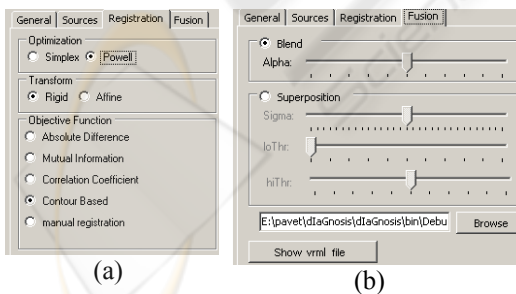 General Sources Registration Fusion
Optimization
Simplex Powell
Transform
Rigid Affine
Objective Function
Absolute Difference
Mutual Information
Correlation Coefficient
Contour Based
manual registration
(a)
General Sources Registration Fusion
Blend
Alpha:
Superposition
Sigma:
loThr:
hiThr:
E:\pavet\dIaGnosis\dIaGnosis\bin\Debu Browse
Show vrml file
(b)